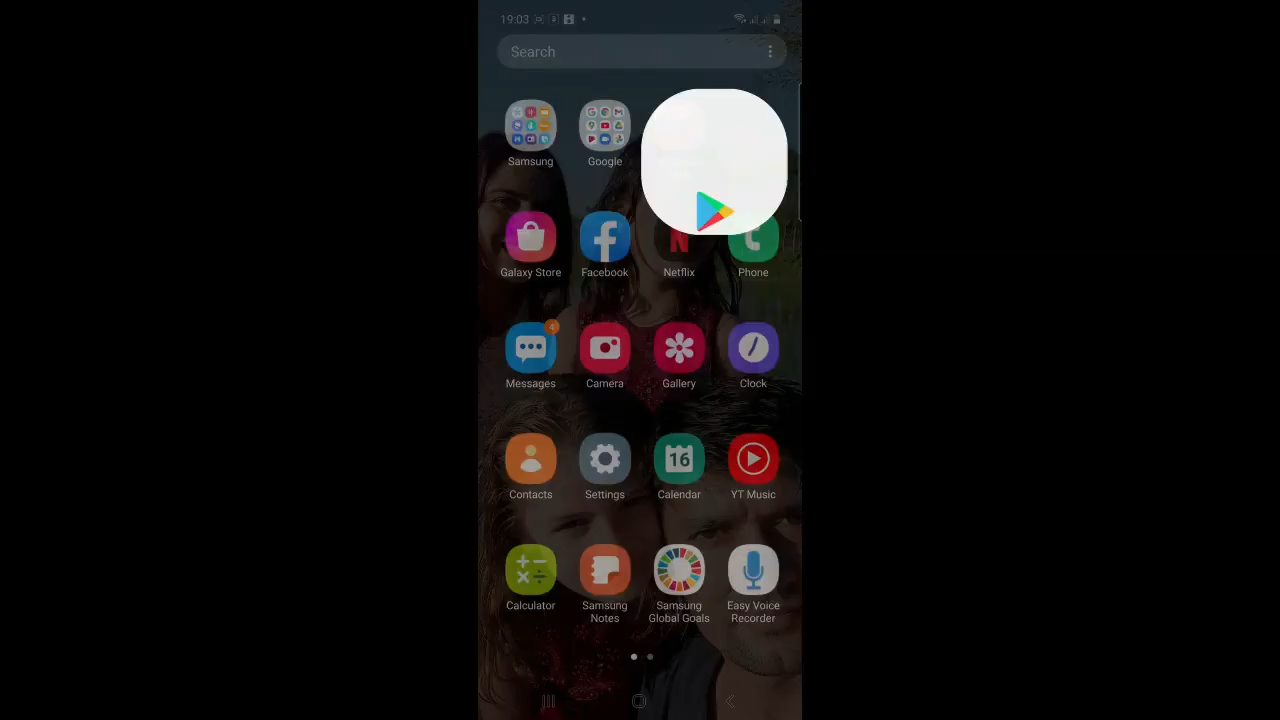 19:03
Search
Samsung
Google
Galaxy Store
Facebook
Netflix
Phone
4
Messages
Camera
Gallery
Clock
16
Contacts
Settings
Calendar
YT Music
Calculator
Samsung Notes
Samsung Global Goals
Easy Voice Recorder